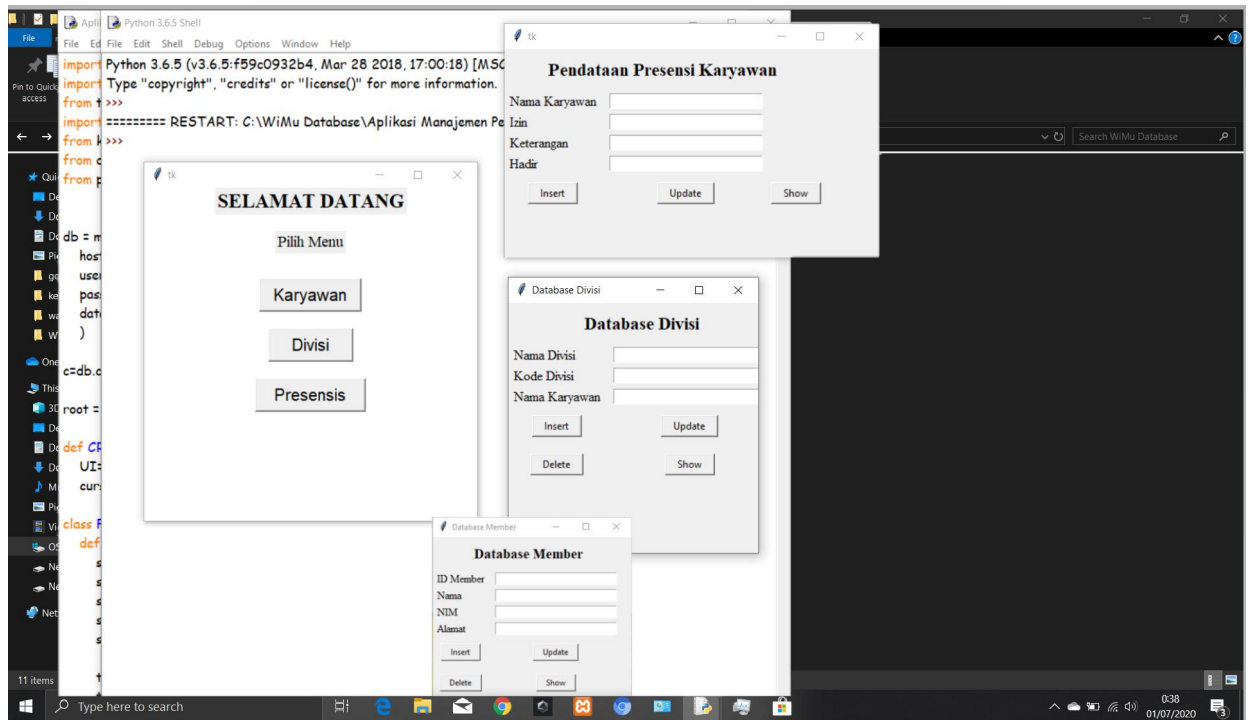 File
Pin to Quick
access
Search WiMu Database
11 items
File Ed
import
import
from t
import
from k
from c
from p
db = m
host
user
pass
data
)
c=db.c
root =
def CR
UI=
curs
class F
def
Python 3.6.5 Shell
File Edit Shell Debug Options Window Help
Python 3.6.5 (v3.6.5:f59c0932b4, Mar 28 2018, 17:00:18) [MSC
Type "copyright", "credits" or "license()" for more information.
>>>
========= RESTART: C:\WiMu Database\Aplikasi Manajemen Pe
>>>
tk
SELAMAT DATANG
Pilih Menu
Karyawan
Divisi
Presensis
tk
Pendataan Presensi Karyawan
Nama Karyawan
Izin
Keterangan
Hadir
Insert Update Show
Database Divisi
Database Divisi
Nama Divisi
Kode Divisi
Nama Karyawan
Insert Update
Delete Show
Database Member
Database Member
ID Member
Nama
NIM
Alamat
Insert Update
Delete Show
Type here to search
0:38
01/07/2020
3